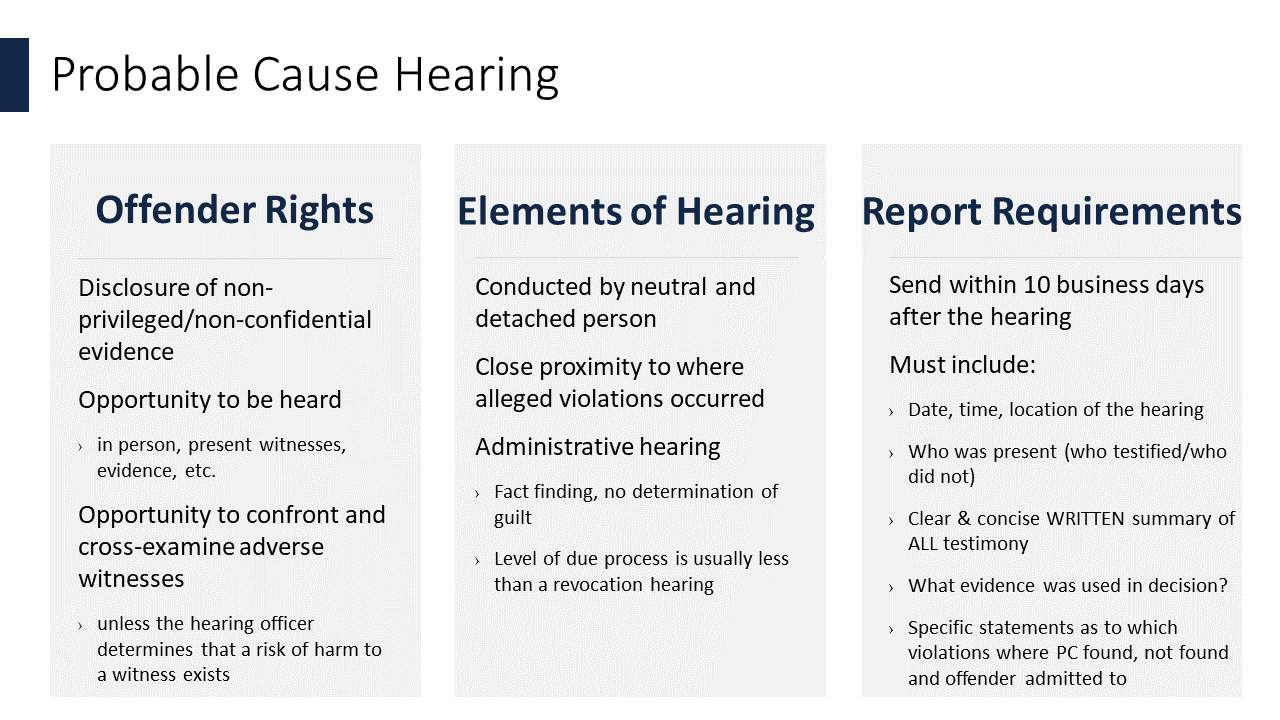 Probable Cause Hearing
Offender Rights
Disclosure of non-
privileged/non-confidential
evidence
Opportunity to be heard
› in person, present witnesses,
evidence, etc.
Opportunity to confront and
cross-examine adverse
witnesses
› unless the hearing officer
determines that a risk of harm to
a witness exists
Elements of Hearing
Conducted by neutral and
detached person
Close proximity to where
alleged violations occurred
Administrative hearing
› Fact finding, no determination of
guilt
› Level of due process is usually less
than a revocation hearing
Report Requirements
Send within 10 business days
after the hearing
Must include:
› Date, time, location of the hearing
› Who was present (who testified/who
did not)
› Clear & concise WRITTEN summary of
ALL testimony
› What evidence was used in decision?
› Specific statements as to which
violations where PC found, not found
and offender admitted to